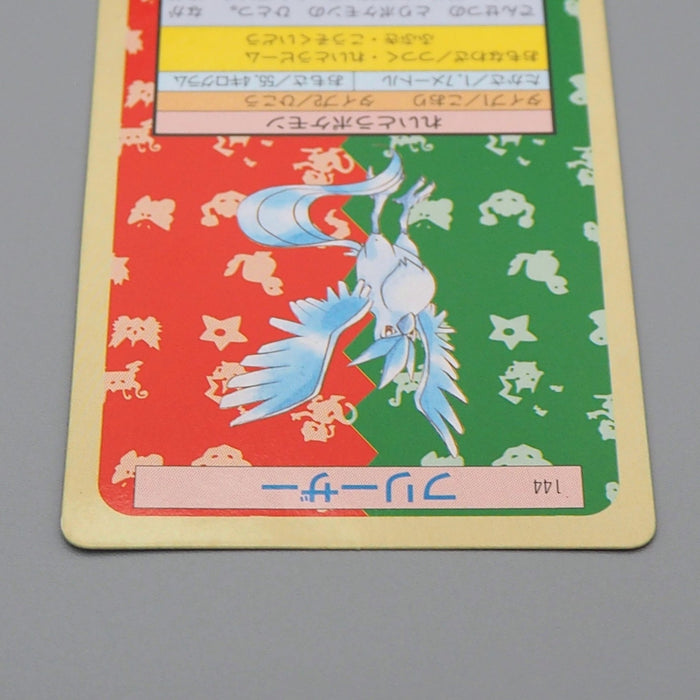 144 フリーザー
れいとうポケモン
タイプ1/こおり タイプ2/ひこう
たかさ/1.7メートル おもさ/55.4キログラム
おもなわざ/つつく・れいとうビーム
ふぶき・こうそくいどう
でんせつの とりポケモンの ひとつ。 なが